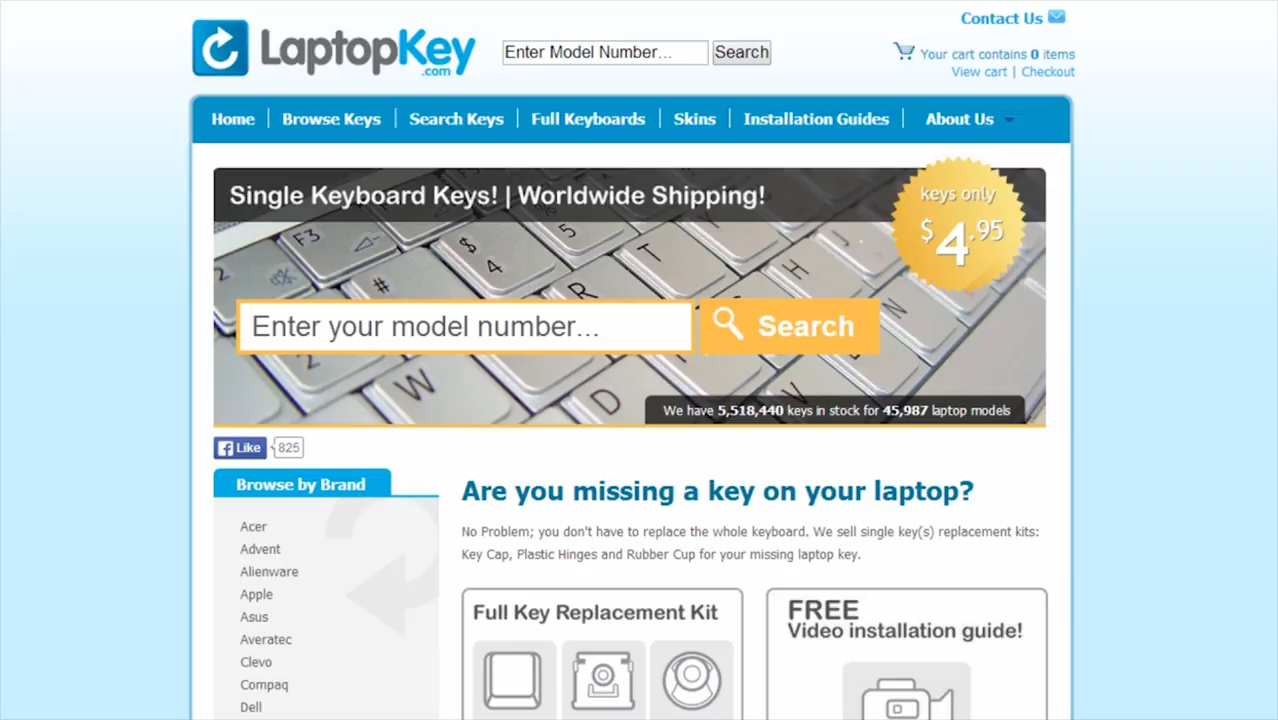 Contact Us
LaptopKey
.com
Enter Model Number...
Search
Your cart contains 0 items
View cart | Checkout
Home
Browse Keys
Search Keys
Full Keyboards
Skins
Installation Guides
About Us
Single Keyboard Keys! | Worldwide Shipping!
keys only
$ 4.95
F3
$
4
5
T
J
H
2
#
R
N
Enter your model number...
Search
2
W
D
V
We have 5,518,440 keys in stock for 45,987 laptop models
Like
825
Browse by Brand
Acer
Advent
Alienware
Apple
Asus
Averatec
Clevo
Compaq
Dell
Are you missing a key on your laptop?
No Problem; you don't have to replace the whole keyboard. We sell single key(s) replacement kits:
Key Cap, Plastic Hinges and Rubber Cup for your missing laptop key.
Full Key Replacement Kit
FREE
Video installation guide!